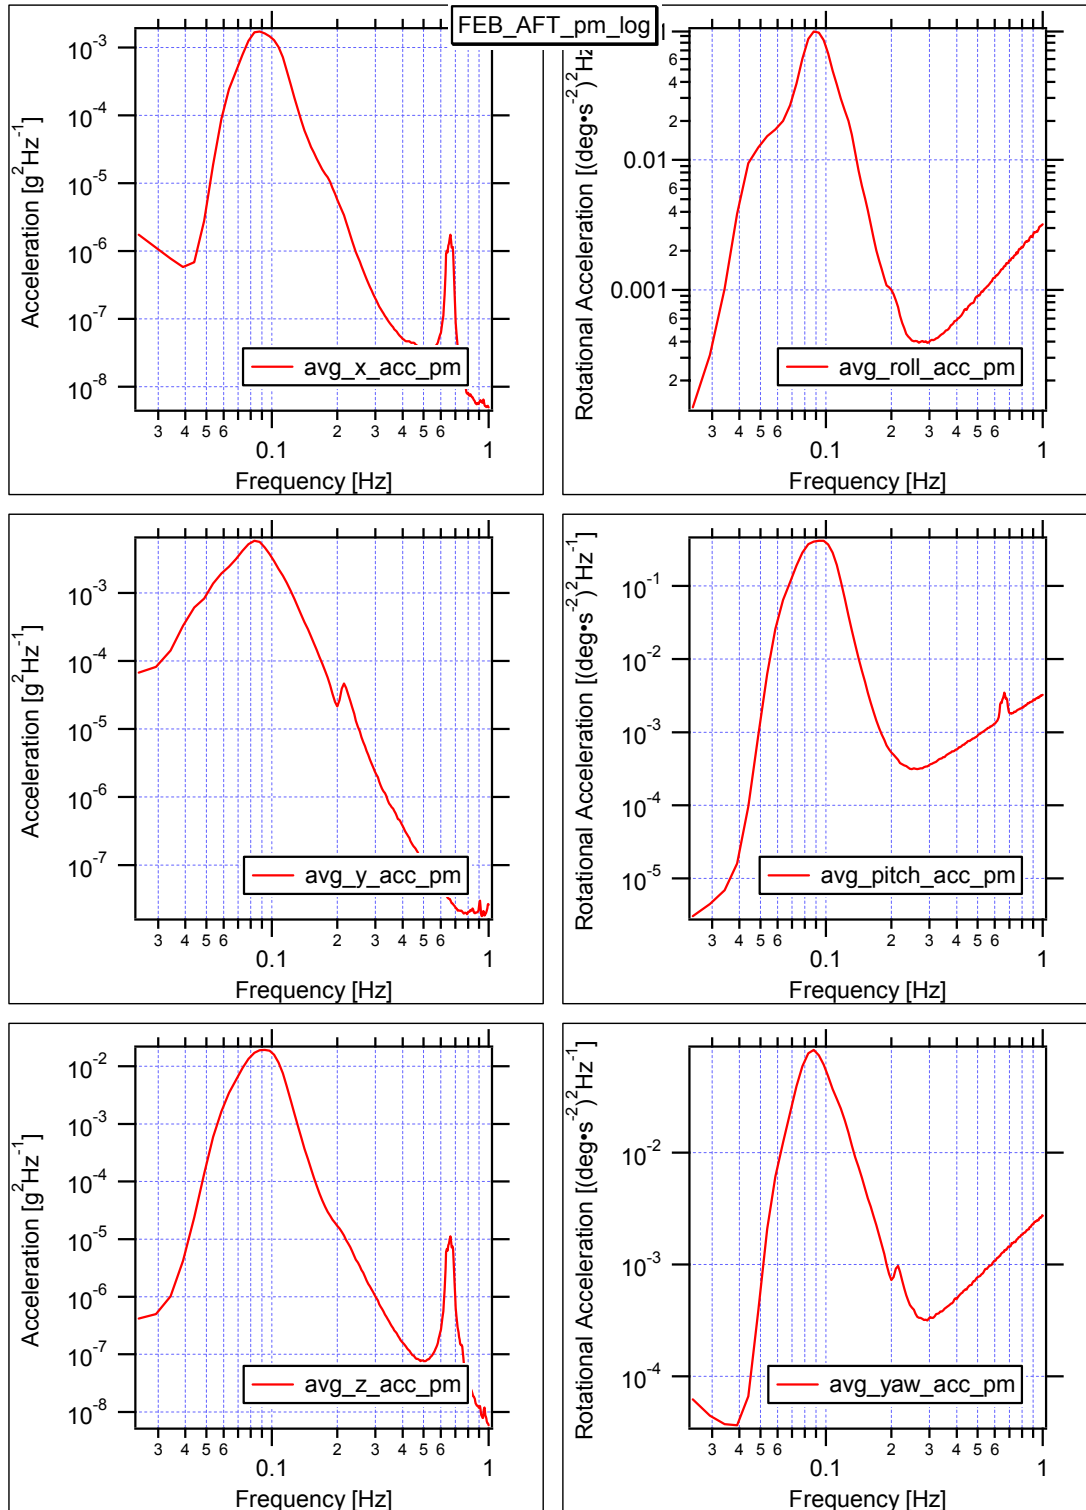 FEB_AFT_pm_log
Acceleration [g²Hz⁻¹]
10⁻³
10⁻⁴
10⁻⁵
10⁻⁶
10⁻⁷
10⁻⁸
avg_x_acc_pm
3 4 5 6 0.1 2 3 4 5 6 1
Frequency [Hz]
Rotational Acceleration [(deg•s⁻²)²Hz
1
6
4
2
0.01
6
4
2
0.001
6
4
2
avg_roll_acc_pm
3 4 5 6 0.1 2 3 4 5 6 1
Frequency [Hz]
Acceleration [g²Hz⁻¹]
10⁻³
10⁻⁴
10⁻⁵
10⁻⁶
10⁻⁷
avg_y_acc_pm
3 4 5 6 0.1 2 3 4 5 6 1
Frequency [Hz]
Rotational Acceleration [(deg•s⁻²)²Hz⁻¹]
10⁻¹
10⁻²
10⁻³
10⁻⁴
10⁻⁵
avg_pitch_acc_pm
3 4 5 6 0.1 2 3 4 5 6 1
Frequency [Hz]
Acceleration [g²Hz⁻¹]
10⁻²
10⁻³
10⁻⁴
10⁻⁵
10⁻⁶
10⁻⁷
10⁻⁸
avg_z_acc_pm
3 4 5 6 0.1 2 3 4 5 6 1
Frequency [Hz]
Rotational Acceleration [(deg•s⁻²)²Hz⁻¹]
10⁻²
10⁻³
10⁻⁴
avg_yaw_acc_pm
3 4 5 6 0.1 2 3 4 5 6 1
Frequency [Hz]